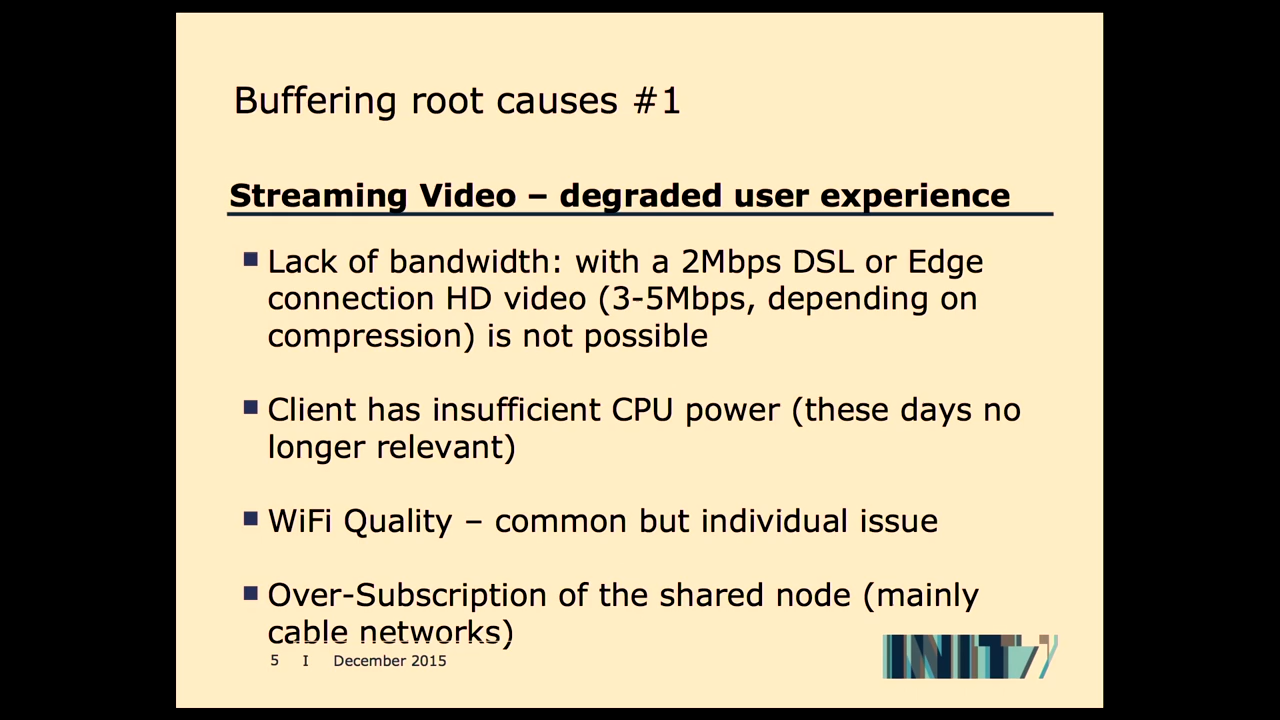 Buffering root causes #1
Streaming Video – degraded user experience
Lack of bandwidth: with a 2Mbps DSL or Edge
connection HD video (3-5Mbps, depending on
compression) is not possible
Client has insufficient CPU power (these days no
longer relevant)
WiFi Quality – common but individual issue
Over-Subscription of the shared node (mainly
cable networks)
5 I December 2015
INIT7